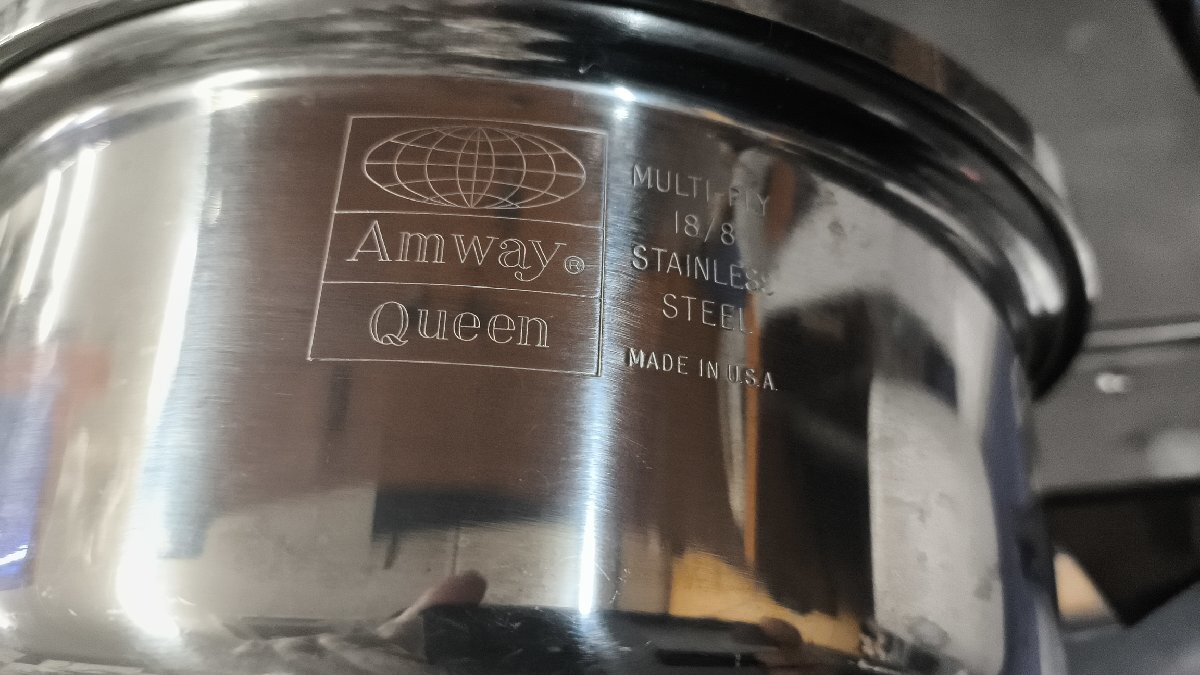 Amway®
Queen
MULTI-PLY
18/8
STAINLESS
STEEL
MADE IN U.S.A.